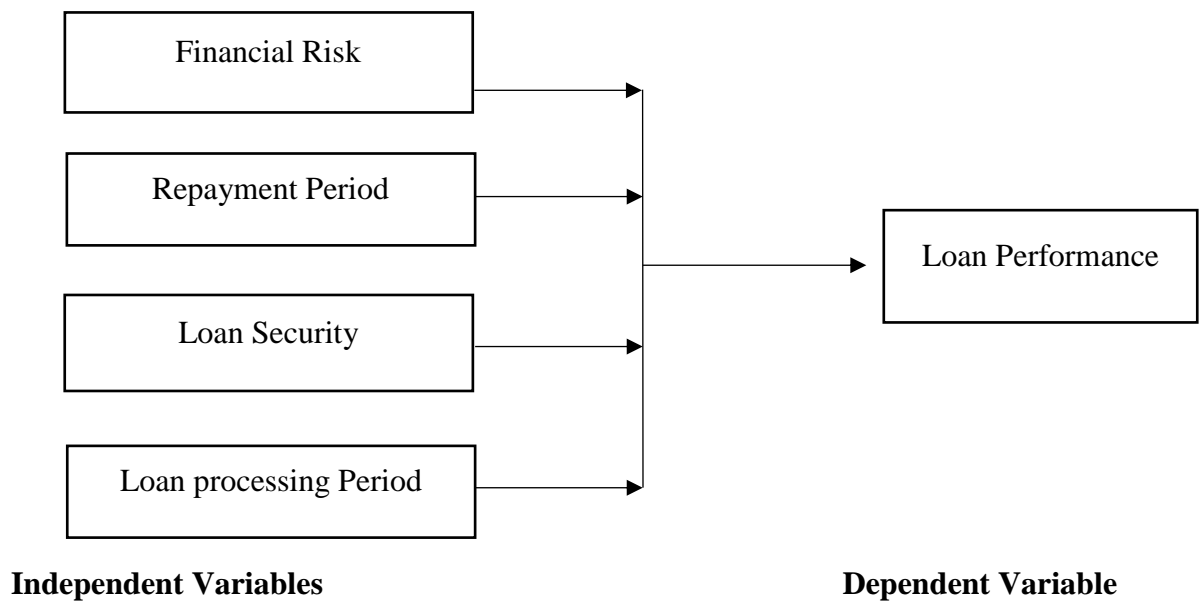 Financial Risk
Repayment Period
Loan Security
Loan processing Period
Loan Performance
Independent Variables
Dependent Variable